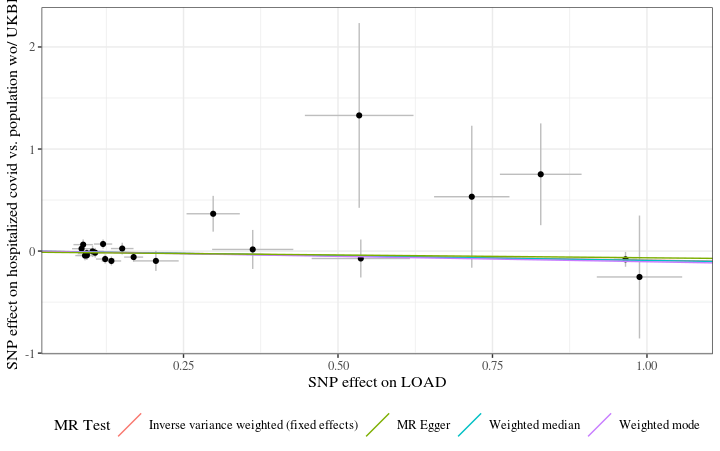 SNP effect on hospitalized covid vs. population wo/
2
1
0
-1
0.25 0.50 0.75 1.00
SNP effect on LOAD
MR Test Inverse variance weighted (fixed effects) MR Egger Weighted median Weighted mode